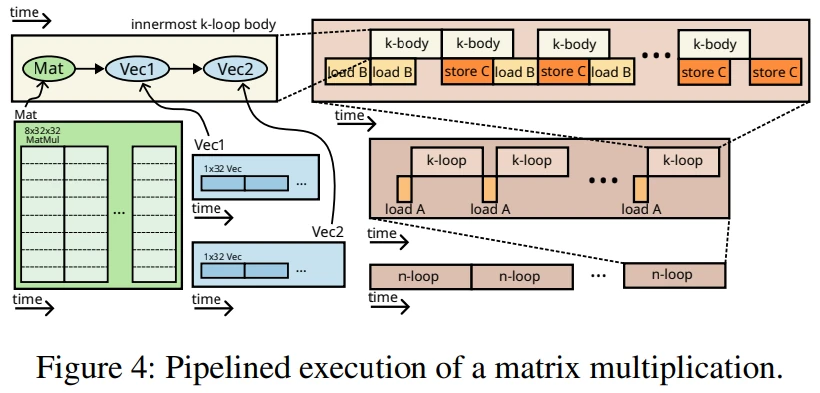 time
innermost k-loop body
Mat
Vec1
Vec2
k-body
k-body
k-body
k-body
load B
load B
store C
load B
store C
load B
store C
store C
time
Mat
8x32x32
MatMul
...
time
Vec1
1x32 Vec
...
time
Vec2
1x32 Vec
...
time
k-loop
k-loop
...
k-loop
load A
load A
load A
time
n-loop
n-loop
...
n-loop
time
Figure 4: Pipelined execution of a matrix multiplication.